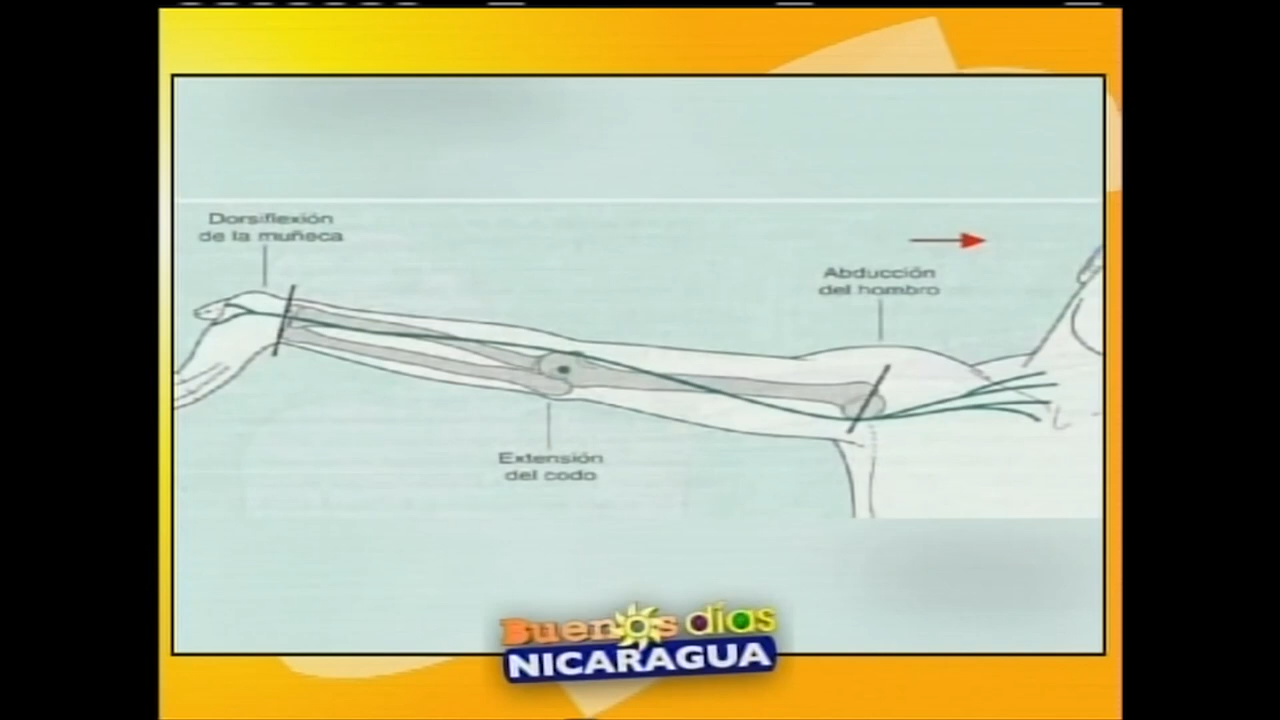 Dorsiflexión
de la muñeca
Abducción
del hombro
Extensión
del codo
Buenos días
NICARAGUA